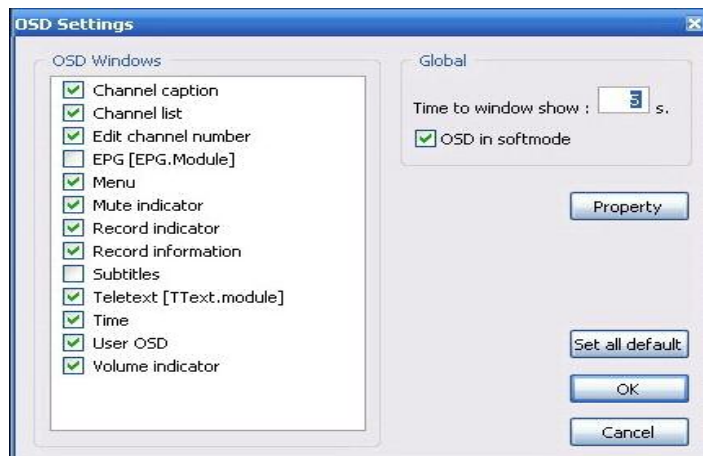 OSD Settings
OSD Windows
Channel caption
Channel list
Edit channel number
EPG [EPG.Module]
Menu
Mute indicator
Record indicator
Record information
Subtitles
Teletext [TText.module]
Time
User OSD
Volume indicator
Global
Time to window show : 5 s.
OSD in softmode
Property
Set all default
OK
Cancel